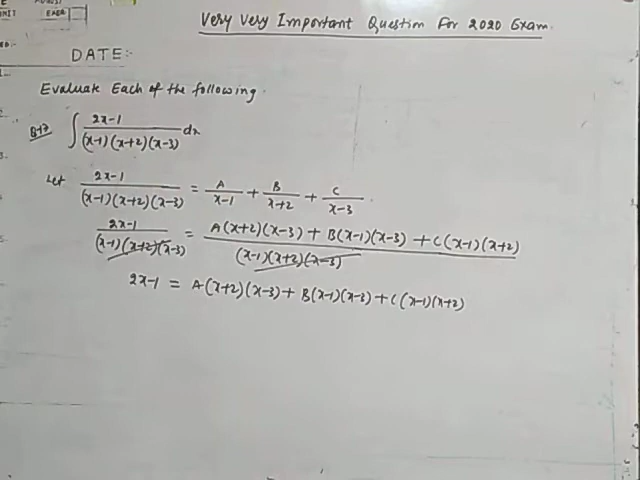 Very Very Important Question For 2020 Exam.
DATE:-
Evaluate Each of the following.
∫ 2x-1 / (x-1)(x+2)(x-3) dx
Let 2x-1 / (x-1)(x+2)(x-3) = A / x-1 + B / x+2 + C / x-3.
2x-1 / (x-1)(x+2)(x-3) = A(x+2)(x-3) + B(x-1)(x-3) + C(x-1)(x+2) / (x-1)(x+2)(x-3)
2x-1 = A(x+2)(x-3) + B(x-1)(x-3) + C(x-1)(x+2)